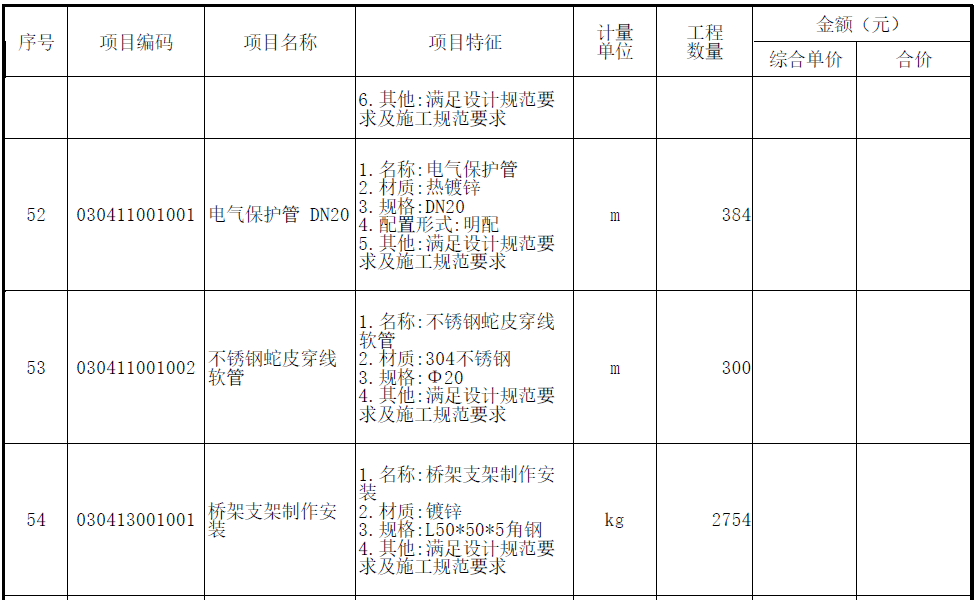 序号 项目编码 项目名称 项目特征 计量单位 工程数量 金额（元）
综合单价 合价
6.其他:满足设计规范要
求及施工规范要求
52 030411001001 电气保护管 DN20 m 384
1.名称:电气保护管
2.材质:热镀锌
3.规格:DN20
4.配置形式:明配
5.其他:满足设计规范要
求及施工规范要求
53 030411001002 不锈钢蛇皮穿线
软管 m 300
1.名称:不锈钢蛇皮穿线
软管
2.材质:304不锈钢
3.规格:Φ20
4.其他:满足设计规范要
求及施工规范要求
54 030413001001 桥架支架制作安
装 kg 2754
1.名称:桥架支架制作安
装
2.材质:镀锌
3.规格:L50*50*5角钢
4.其他:满足设计规范要
求及施工规范要求